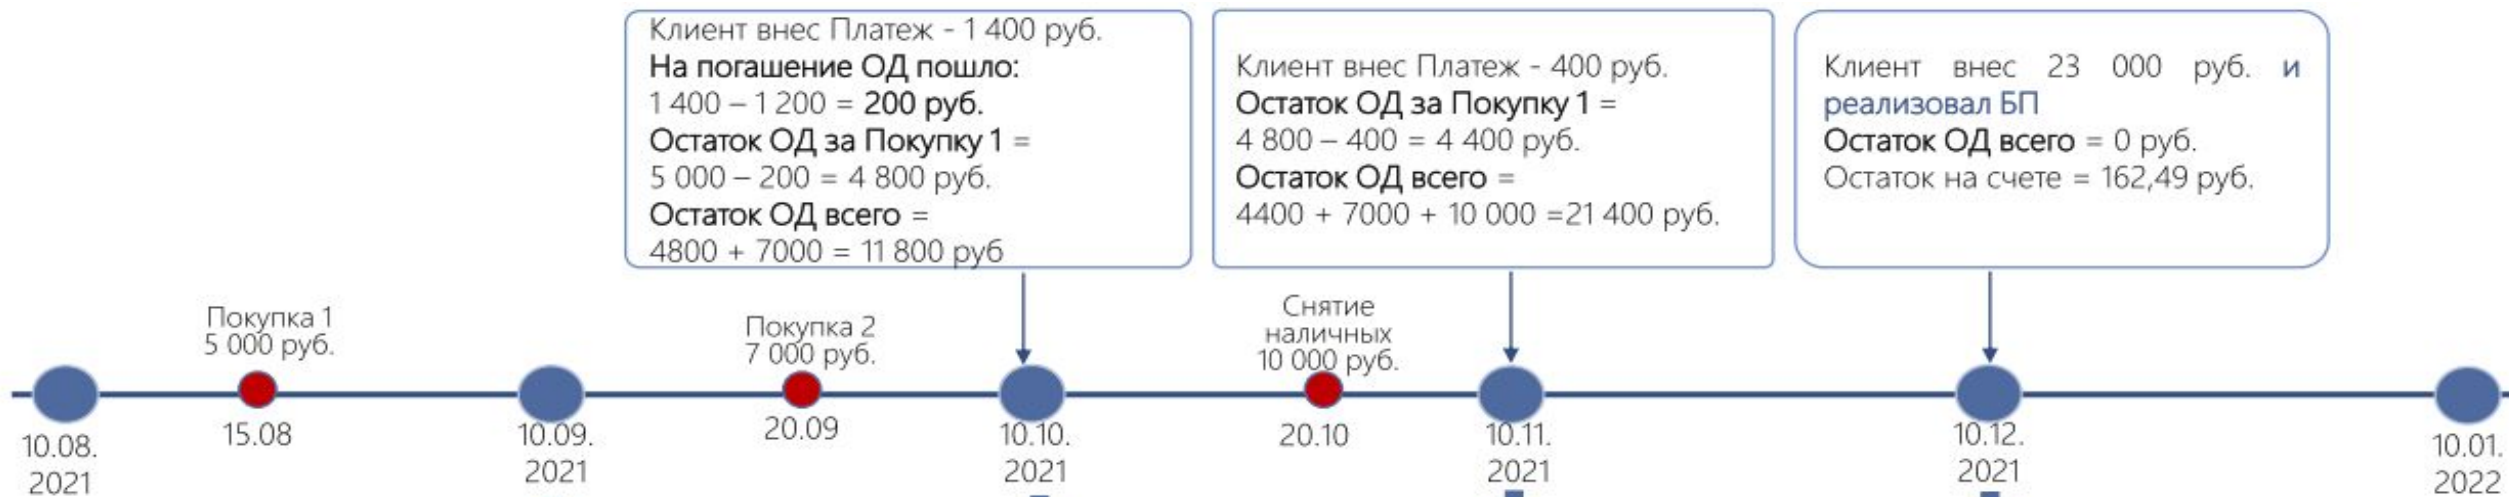 Клиент внес Платеж - 1 400 руб.
На погашение ОД пошло:
1 400 – 1 200 = 200 руб.
Остаток ОД за Покупку 1 =
5 000 – 200 = 4 800 руб.
Остаток ОД всего =
4800 + 7000 = 11 800 руб
Клиент внес Платеж - 400 руб.
Остаток ОД за Покупку 1 =
4 800 – 400 = 4 400 руб.
Остаток ОД всего =
4400 + 7000 + 10 000 =21 400 руб.
Клиент внес 23 000 руб. и
реализовал БП
Остаток ОД всего = 0 руб.
Остаток на счете = 162,49 руб.
Покупка 1
5 000 руб.
Покупка 2
7 000 руб.
Снятие
наличных
10 000 руб.
10.08.
2021
15.08
10.09.
2021
20.09
10.10.
2021
20.10
10.11.
2021
10.12.
2021
10.01.
2022